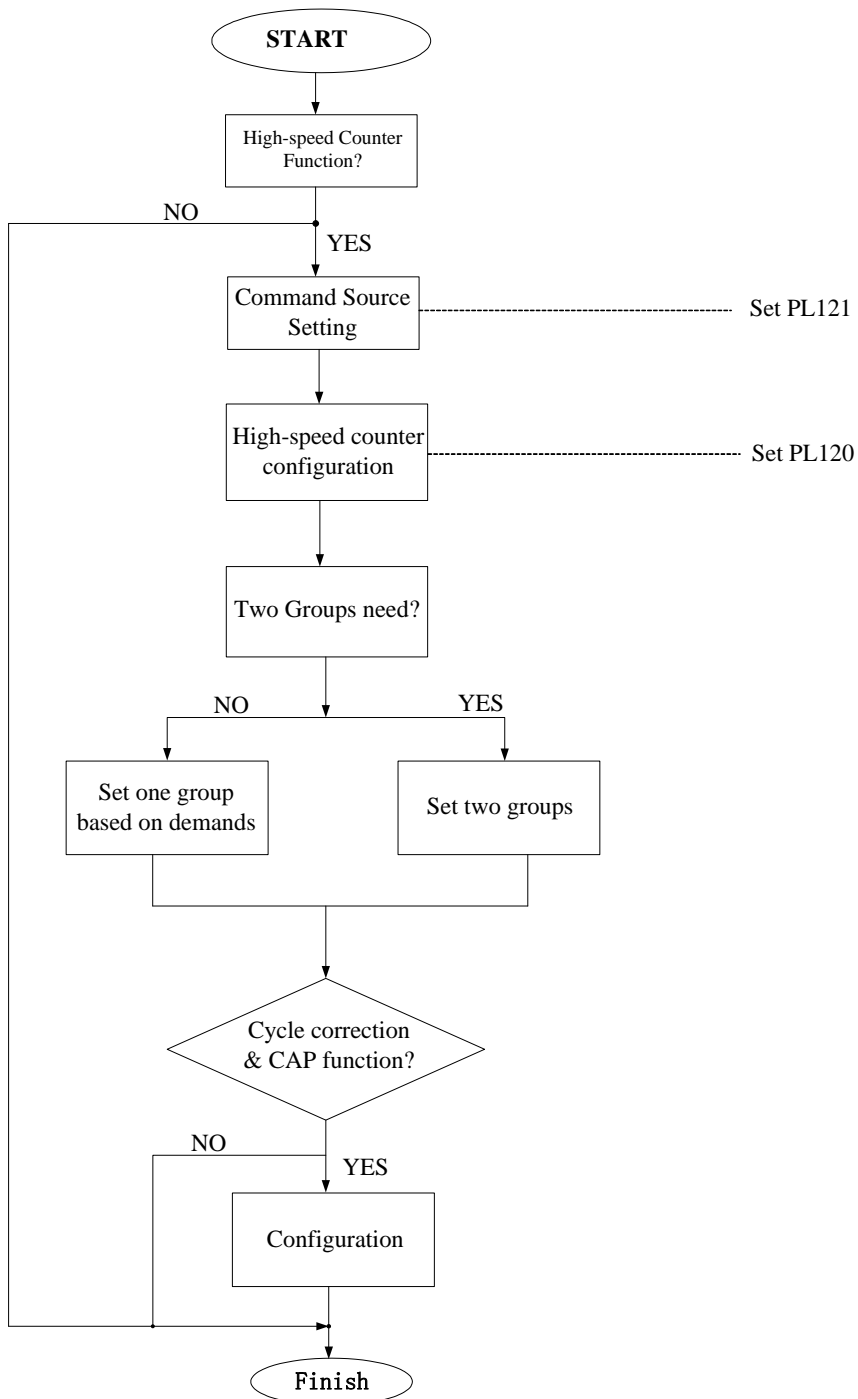 START
High-speed Counter
Function?
NO
YES
Command Source
Setting
Set PL121
High-speed counter
configuration
Set PL120
Two Groups need?
NO
YES
Set one group
based on demands
Set two groups
Cycle correction
& CAP function?
NO
YES
Configuration
Finish